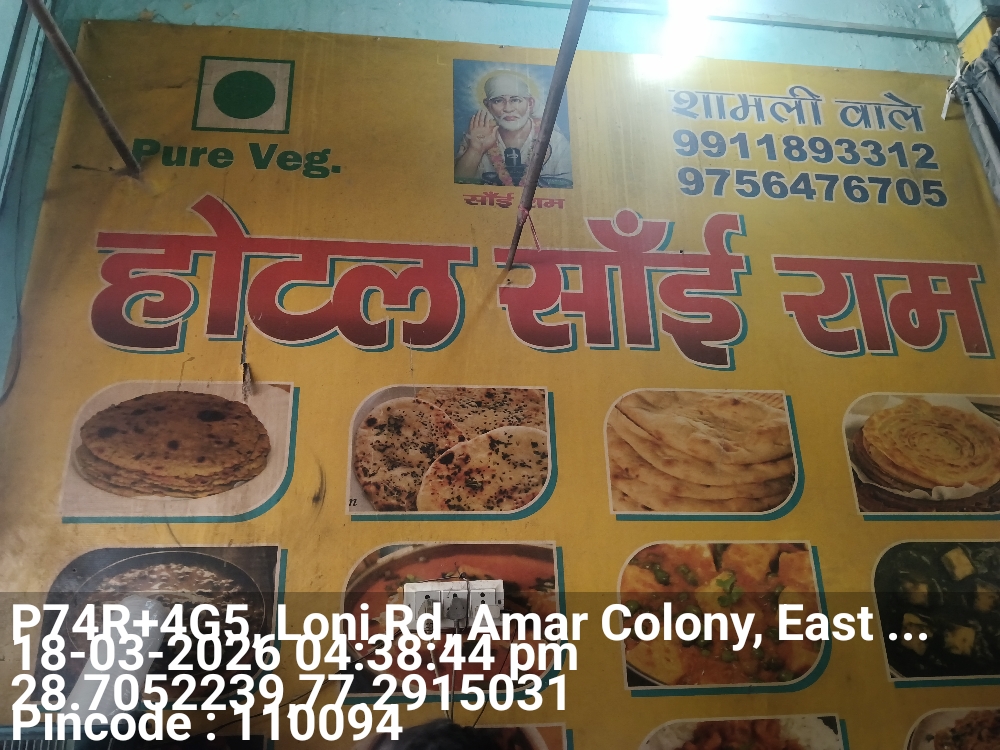 Pure Veg.
साँई राम
शामली वाले
9911893312
9756476705
होटल साँई राम
P74R+4G5, Loni Rd, Amar Colony, East ...
18-03-2026 04:38:44 pm
28.7052239,77.2915031
Pincode : 110094